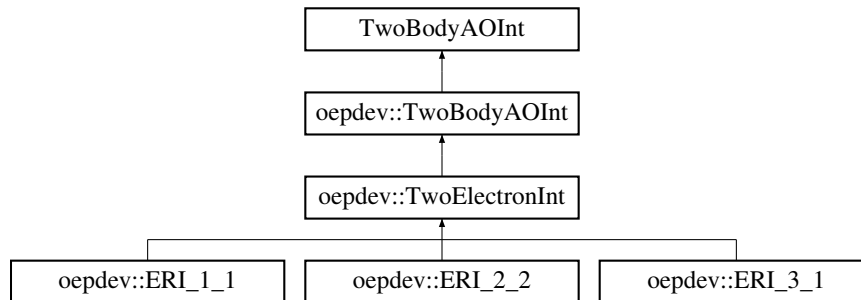 TwoBodyAOInt
oepdev::TwoBodyAOInt
oepdev::TwoElectronInt
oepdev::ERI_1_1 oepdev::ERI_2_2 oepdev::ERI_3_1